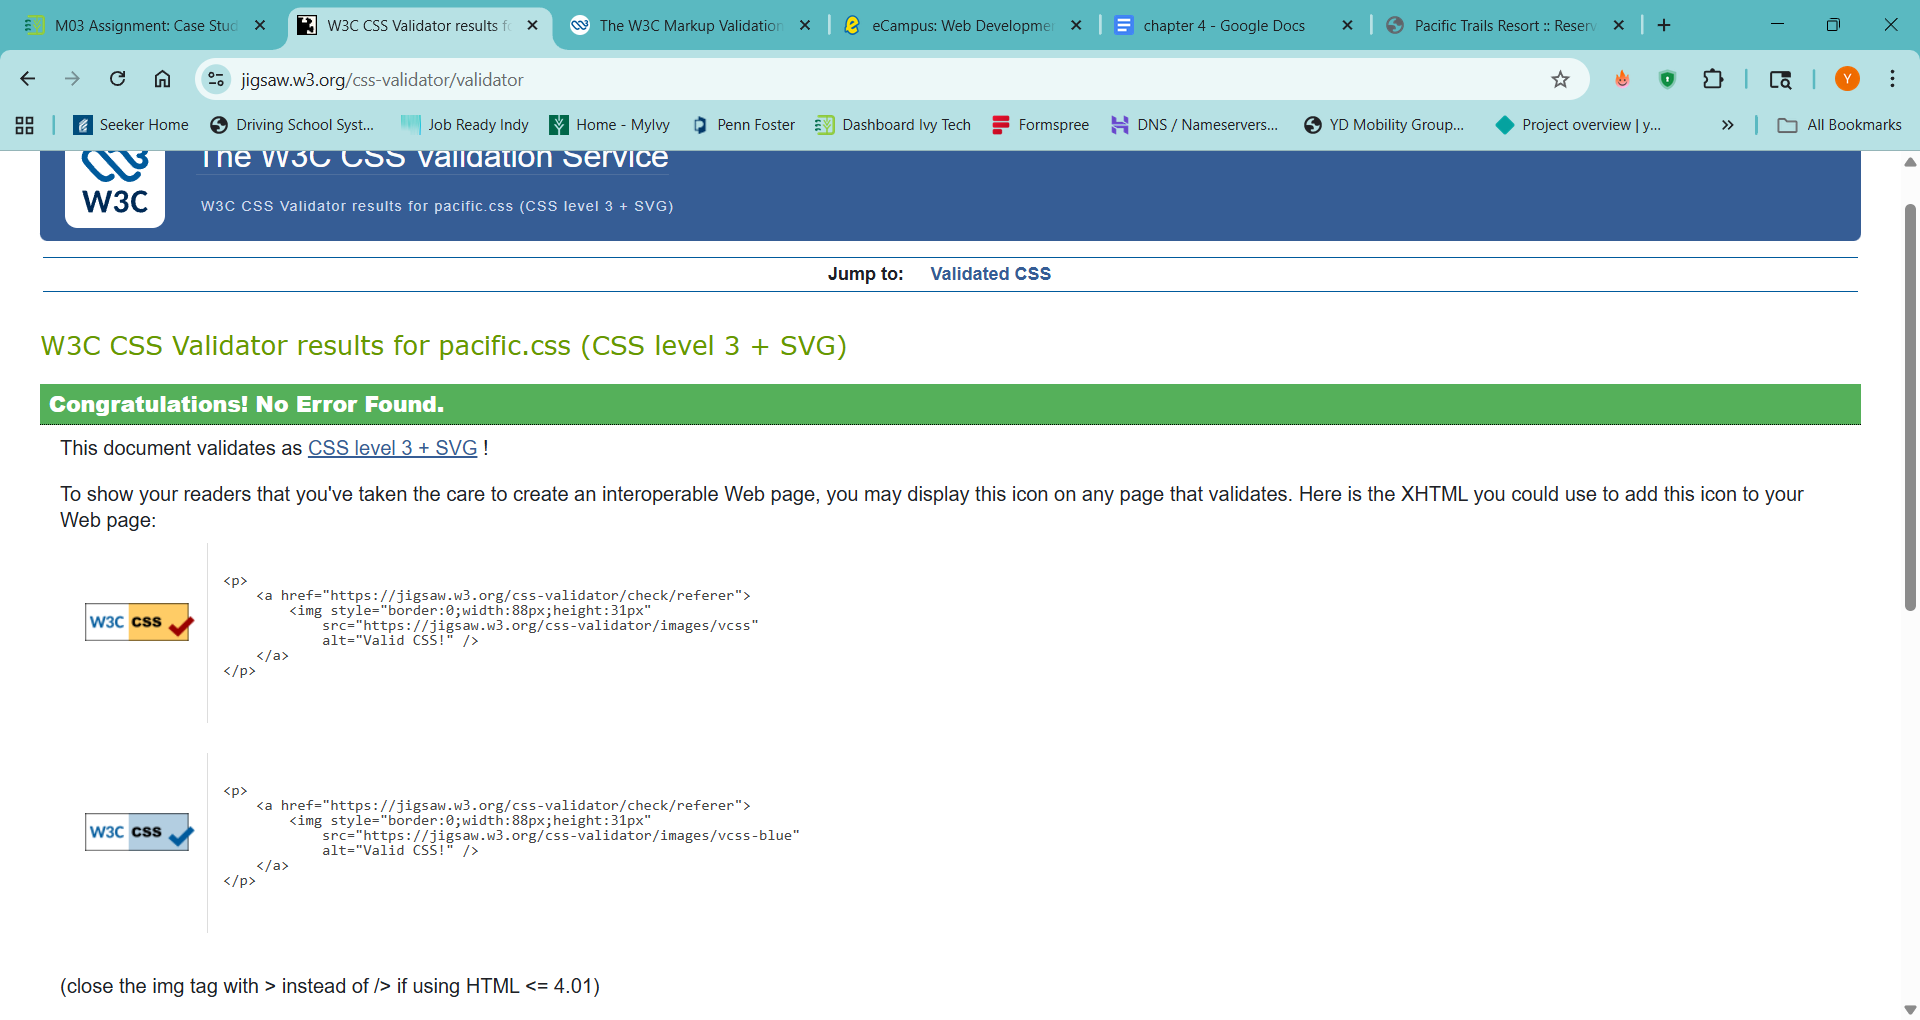 M03 Assignment: Case Stud
W3C CSS Validator results fo
The W3C Markup Validation
eCampus: Web Developmen
chapter 4 - Google Docs
Pacific Trails Resort :: Reserv
jigsaw.w3.org/css-validator/validator
Y
Seeker Home
Driving School Syst...
Job Ready Indy
Home - MyIvy
Penn Foster
Dashboard Ivy Tech
Formspree
DNS / Nameservers...
YD Mobility Group...
Project overview | y...
All Bookmarks
W3C
The W3C CSS Validation Service
W3C CSS Validator results for pacific.css (CSS level 3 + SVG)
Jump to: Validated CSS
W3C CSS Validator results for pacific.css (CSS level 3 + SVG)
Congratulations! No Error Found.
This document validates as CSS level 3 + SVG !
To show your readers that you've taken the care to create an interoperable Web page, you may display this icon on any page that validates. Here is the XHTML you could use to add this icon to your
Web page:
W3C css
<p>
<a href="https://jigsaw.w3.org/css-validator/check/referer">
<img style="border:0;width:88px;height:31px"
src="https://jigsaw.w3.org/css-validator/images/vcss"
alt="Valid CSS!" />
</a>
</p>
W3C css
<p>
<a href="https://jigsaw.w3.org/css-validator/check/referer">
<img style="border:0;width:88px;height:31px"
src="https://jigsaw.w3.org/css-validator/images/vcss-blue"
alt="Valid CSS!" />
</a>
</p>
(close the img tag with > instead of /> if using HTML <= 4.01)